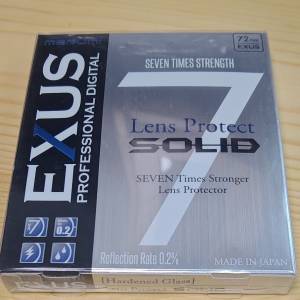 marumi
72mm
EXUS
EXUS
PROFESSIONAL DIGITAL
SEVEN TIMES STRENGTH
7
Lens Protect
SOLID
SEVEN Times Stronger
Lens Protector
7
0.2
Reflection Rate 0.2%
MADE IN JAPAN
[Hardened Glass]